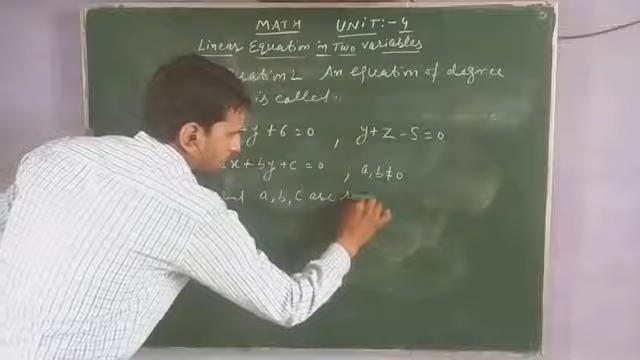 MATH UNIT:- 4
Linear Equation in Two variables
uation An equation of degree
is called.
y + 6 = 0 , y + z - 5 = 0
ax + by + c = 0 ; a, b ≠ 0
a, b, c are